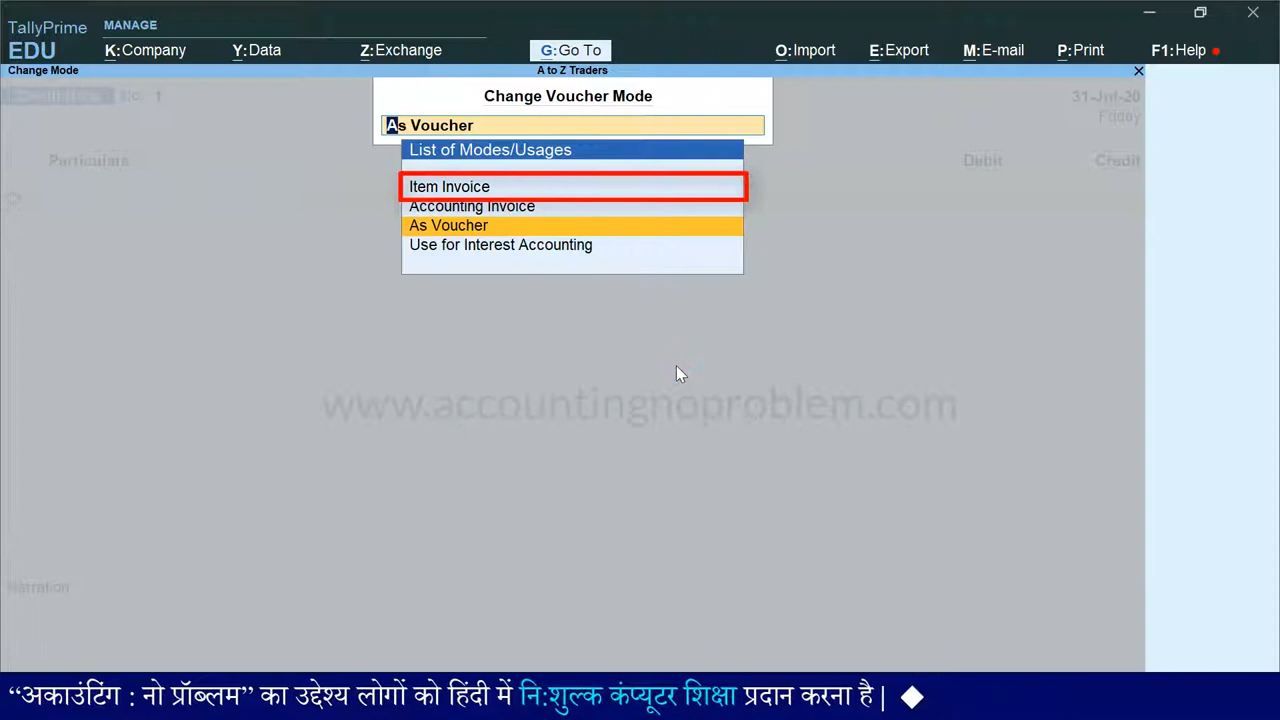 TallyPrime MANAGE
EDU K:Company Y:Data Z:Exchange G:Go To O:Import E:Export M:E-mail P:Print F1:Help
Change Mode A to Z Traders
Change Voucher Mode
No. 1 31-Jul-20
As Voucher Friday
List of Modes/Usages
Particulars Debit Credit
Item Invoice
Accounting Invoice
As Voucher
Use for Interest Accounting
www.accountingnoproblem.com
Narration
“अकाउंटिंग : नो प्रॉब्लम” का उद्देश्य लोगों को हिंदी में नि:शुल्क कंप्यूटर शिक्षा प्रदान करना है |